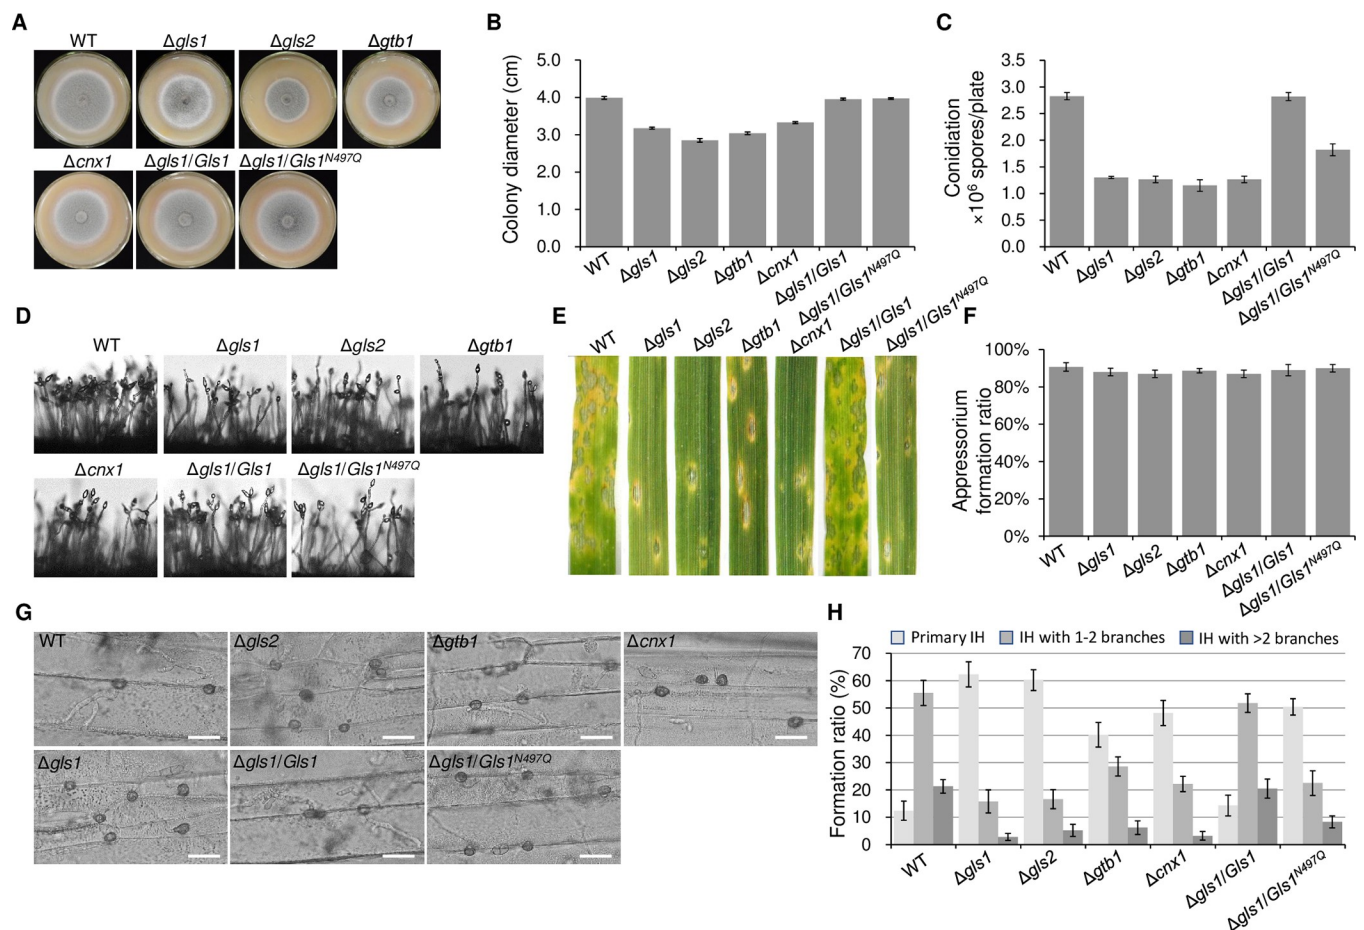 A
WT
Δgls1
Δgls2
Δgtb1
Δcnx1
Δgls1/Gls1
Δgls1/Gls1N497Q
B
Colony diameter (cm)
5.0
4.0
3.0
2.0
1.0
0.0
WT
Δgls1
Δgls2
Δgtb1
Δcnx1
Δgls1/Gls1
Δgls1/Gls1N497Q
C
Conidiation
×10⁶ spores/plate
3.5
3.0
2.5
2.0
1.5
1.0
0.5
0.0
WT
Δgls1
Δgls2
Δgtb1
Δcnx1
Δgls1/Gls1
Δgls1/Gls1N497Q
D
WT
Δgls1
Δgls2
Δgtb1
Δcnx1
Δgls1/Gls1
Δgls1/Gls1N497Q
E
WT
Δgls1
Δgls2
Δgtb1
Δcnx1
Δgls1/Gls1
Δgls1/Gls1N497Q
F
Appressorium
formation ratio
100%
80%
60%
40%
20%
0%
WT
Δgls1
Δgls2
Δgtb1
Δcnx1
Δgls1/Gls1
Δgls1/Gls1N497Q
G
WT
Δgls2
Δgtb1
Δcnx1
Δgls1
Δgls1/Gls1
Δgls1/Gls1N497Q
H
Primary IH
IH with 1-2 branches
IH with >2 branches
Formation ratio (%)
70
60
50
40
30
20
10
0
WT
Δgls1
Δgls2
Δgtb1
Δcnx1
Δgls1/Gls1
Δgls1/Gls1N497Q